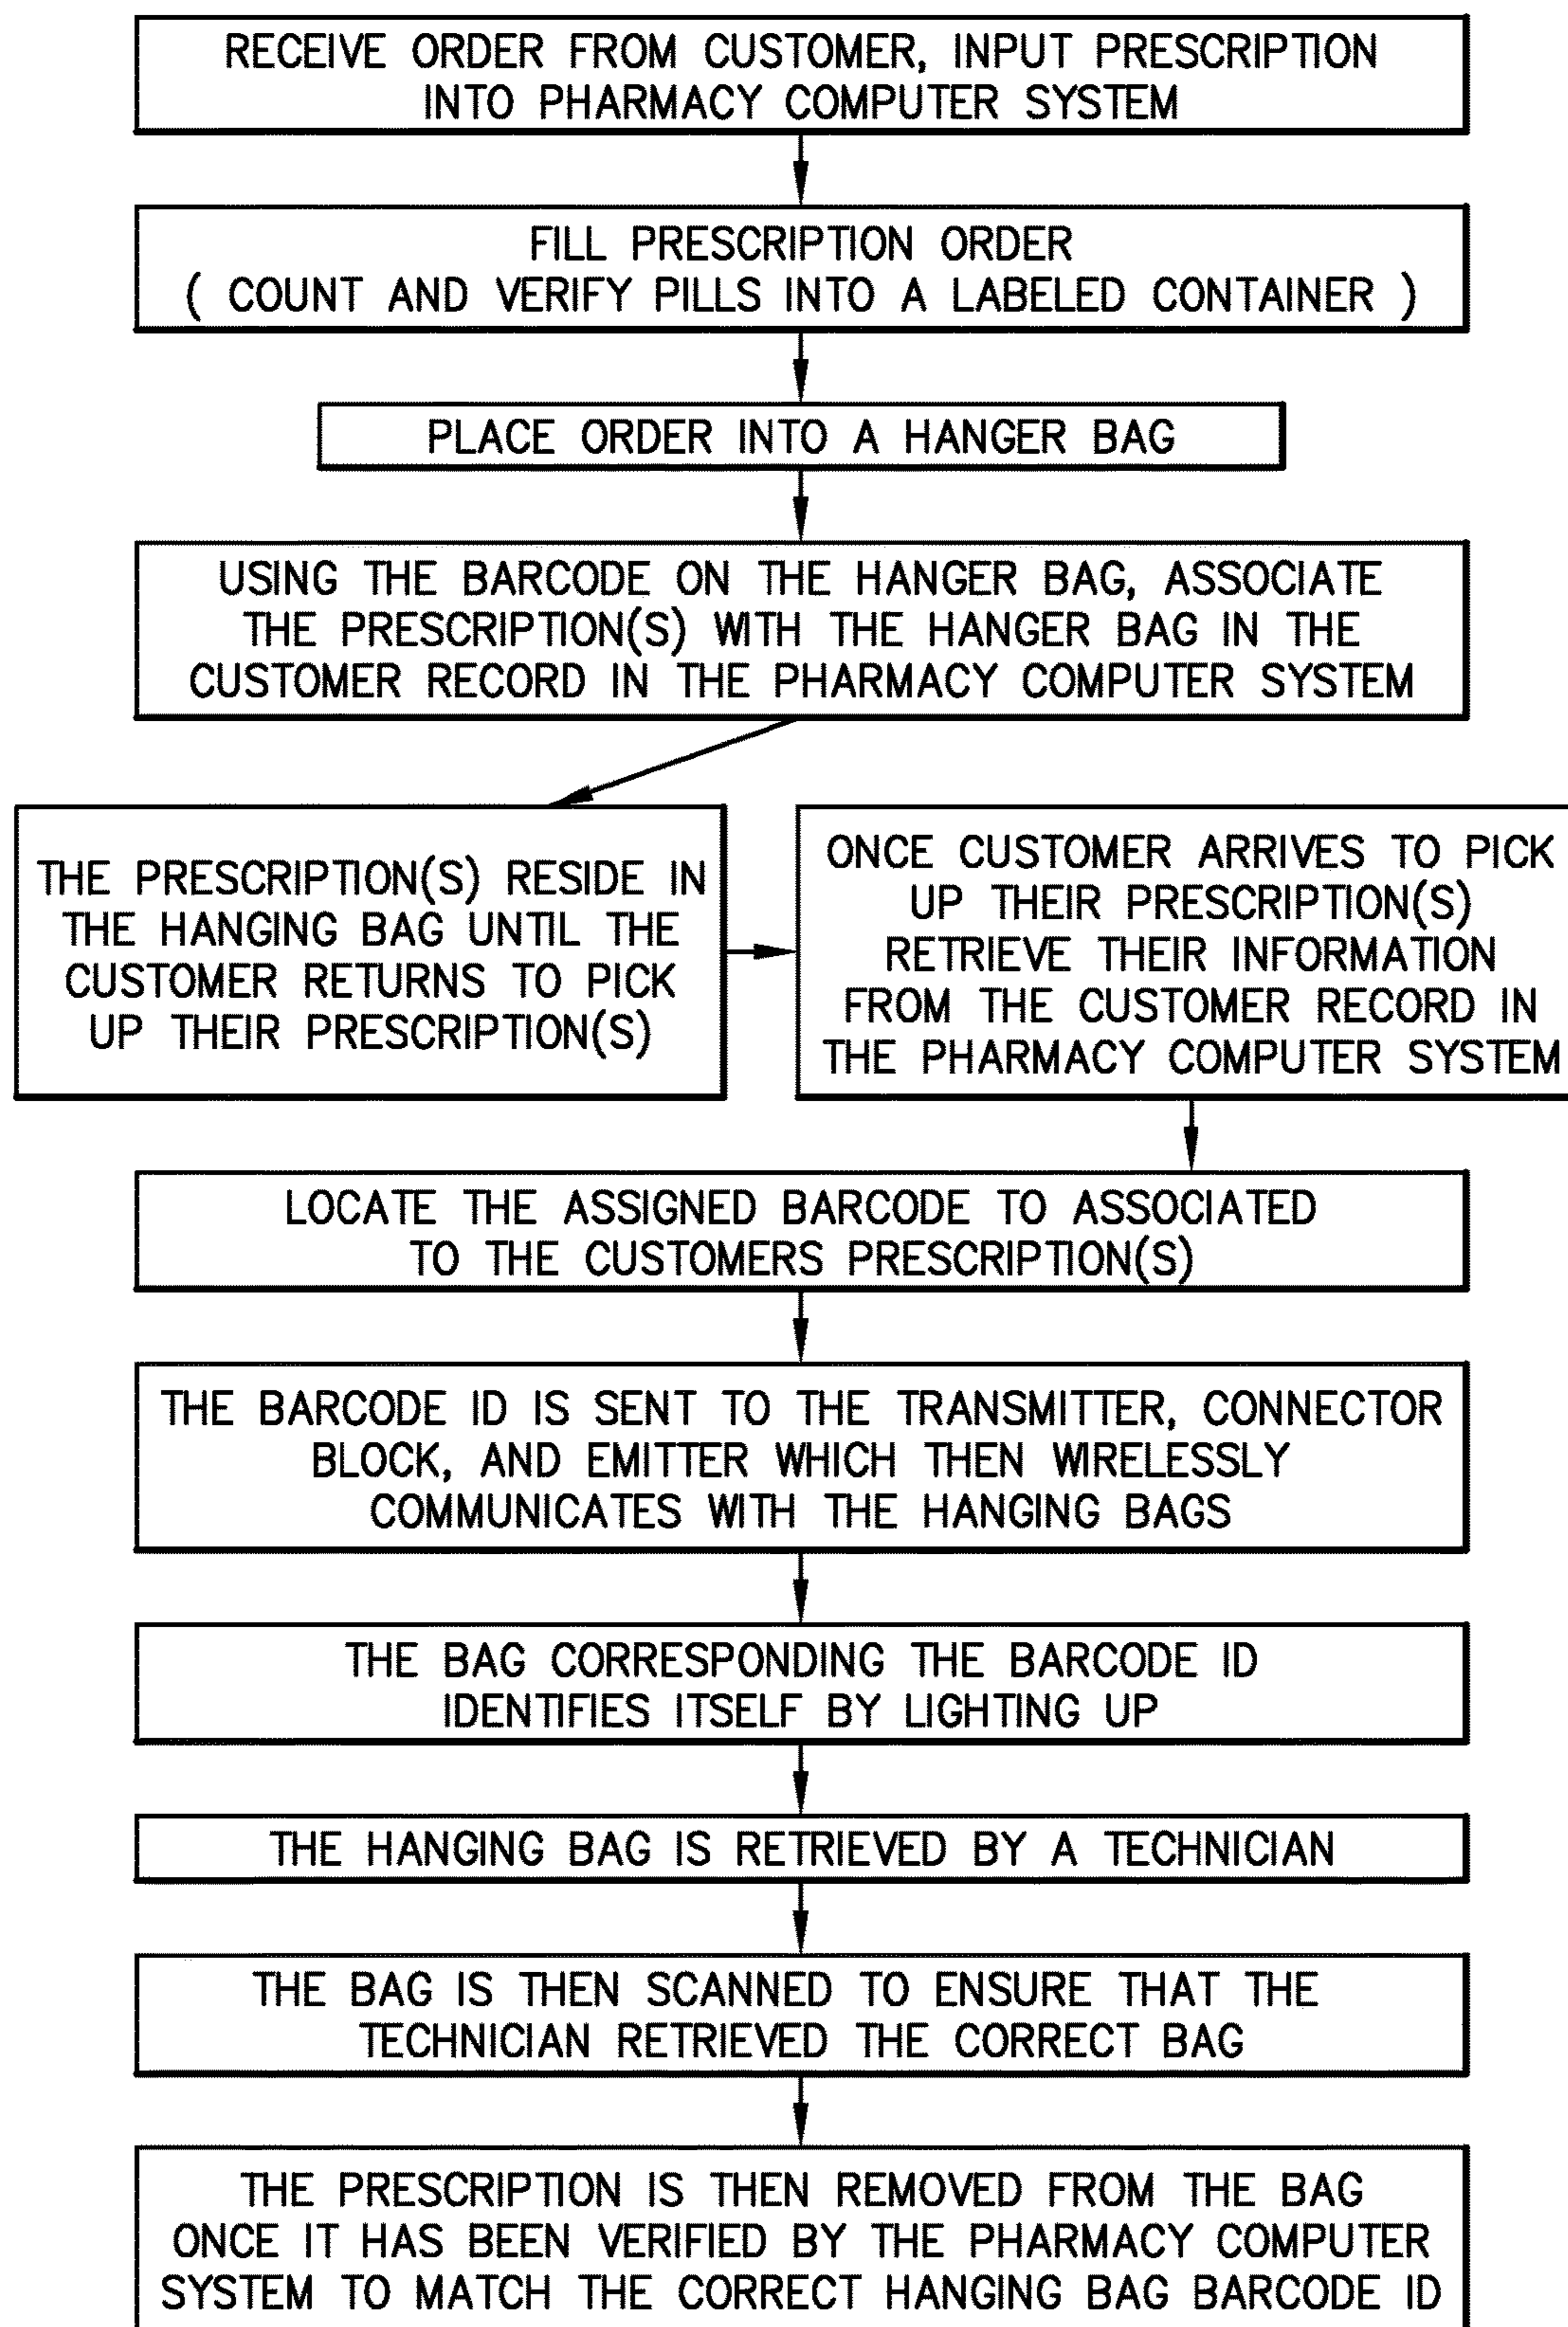 RECEIVE ORDER FROM CUSTOMER, INPUT PRESCRIPTION
INTO PHARMACY COMPUTER SYSTEM
FILL PRESCRIPTION ORDER
( COUNT AND VERIFY PILLS INTO A LABELED CONTAINER )
PLACE ORDER INTO A HANGER BAG
USING THE BARCODE ON THE HANGER BAG, ASSOCIATE
THE PRESCRIPTION(S) WITH THE HANGER BAG IN THE
CUSTOMER RECORD IN THE PHARMACY COMPUTER SYSTEM
THE PRESCRIPTION(S) RESIDE IN
THE HANGING BAG UNTIL THE
CUSTOMER RETURNS TO PICK
UP THEIR PRESCRIPTION(S)
ONCE CUSTOMER ARRIVES TO PICK
UP THEIR PRESCRIPTION(S)
RETRIEVE THEIR INFORMATION
FROM THE CUSTOMER RECORD IN
THE PHARMACY COMPUTER SYSTEM
LOCATE THE ASSIGNED BARCODE TO ASSOCIATED
TO THE CUSTOMERS PRESCRIPTION(S)
THE BARCODE ID IS SENT TO THE TRANSMITTER, CONNECTOR
BLOCK, AND EMITTER WHICH THEN WIRELESSLY
COMMUNICATES WITH THE HANGING BAGS
THE BAG CORRESPONDING THE BARCODE ID
IDENTIFIES ITSELF BY LIGHTING UP
THE HANGING BAG IS RETRIEVED BY A TECHNICIAN
THE BAG IS THEN SCANNED TO ENSURE THAT THE
TECHNICIAN RETRIEVED THE CORRECT BAG
THE PRESCRIPTION IS THEN REMOVED FROM THE BAG
ONCE IT HAS BEEN VERIFIED BY THE PHARMACY COMPUTER
SYSTEM TO MATCH THE CORRECT HANGING BAG BARCODE ID